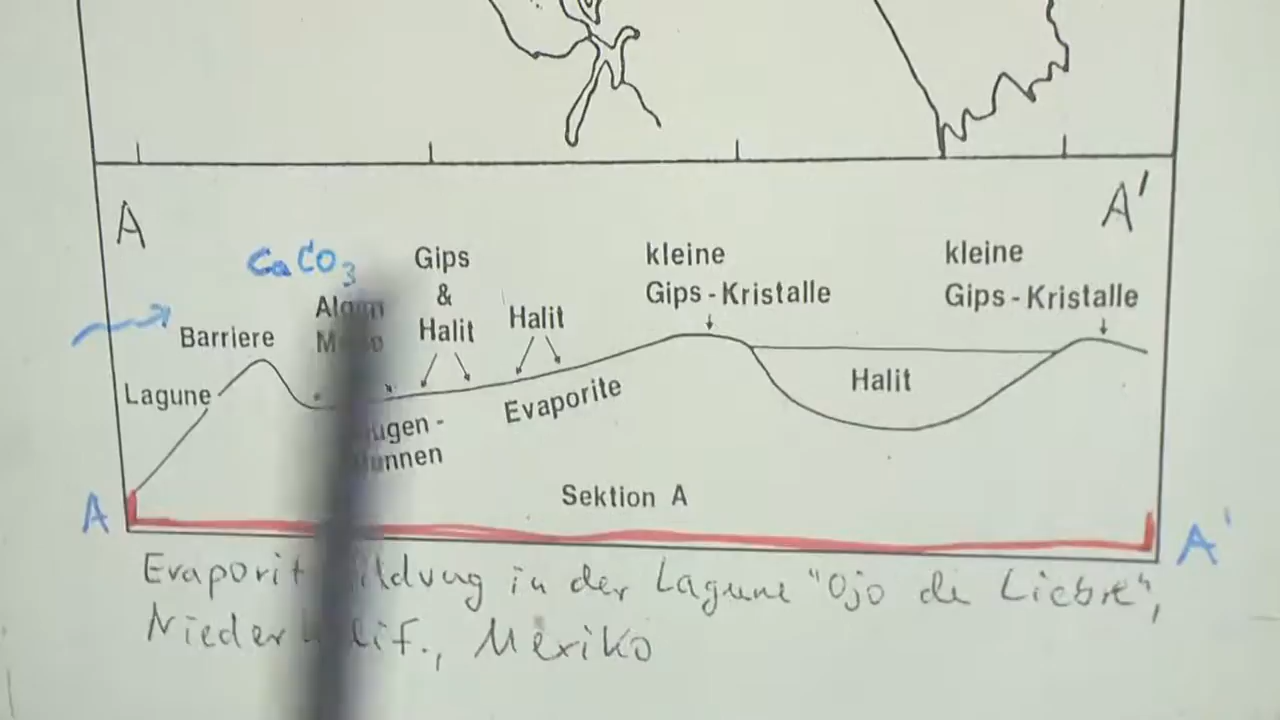 A
A'
CaCO3
Gips
&
Halit
Halit
kleine
Gips - Kristalle
kleine
Gips - Kristalle
Barriere
Lagune
Evaporite
Halit
Sektion A
A
A'
in der Lagune "Ojo de Liebre",
Mexiko